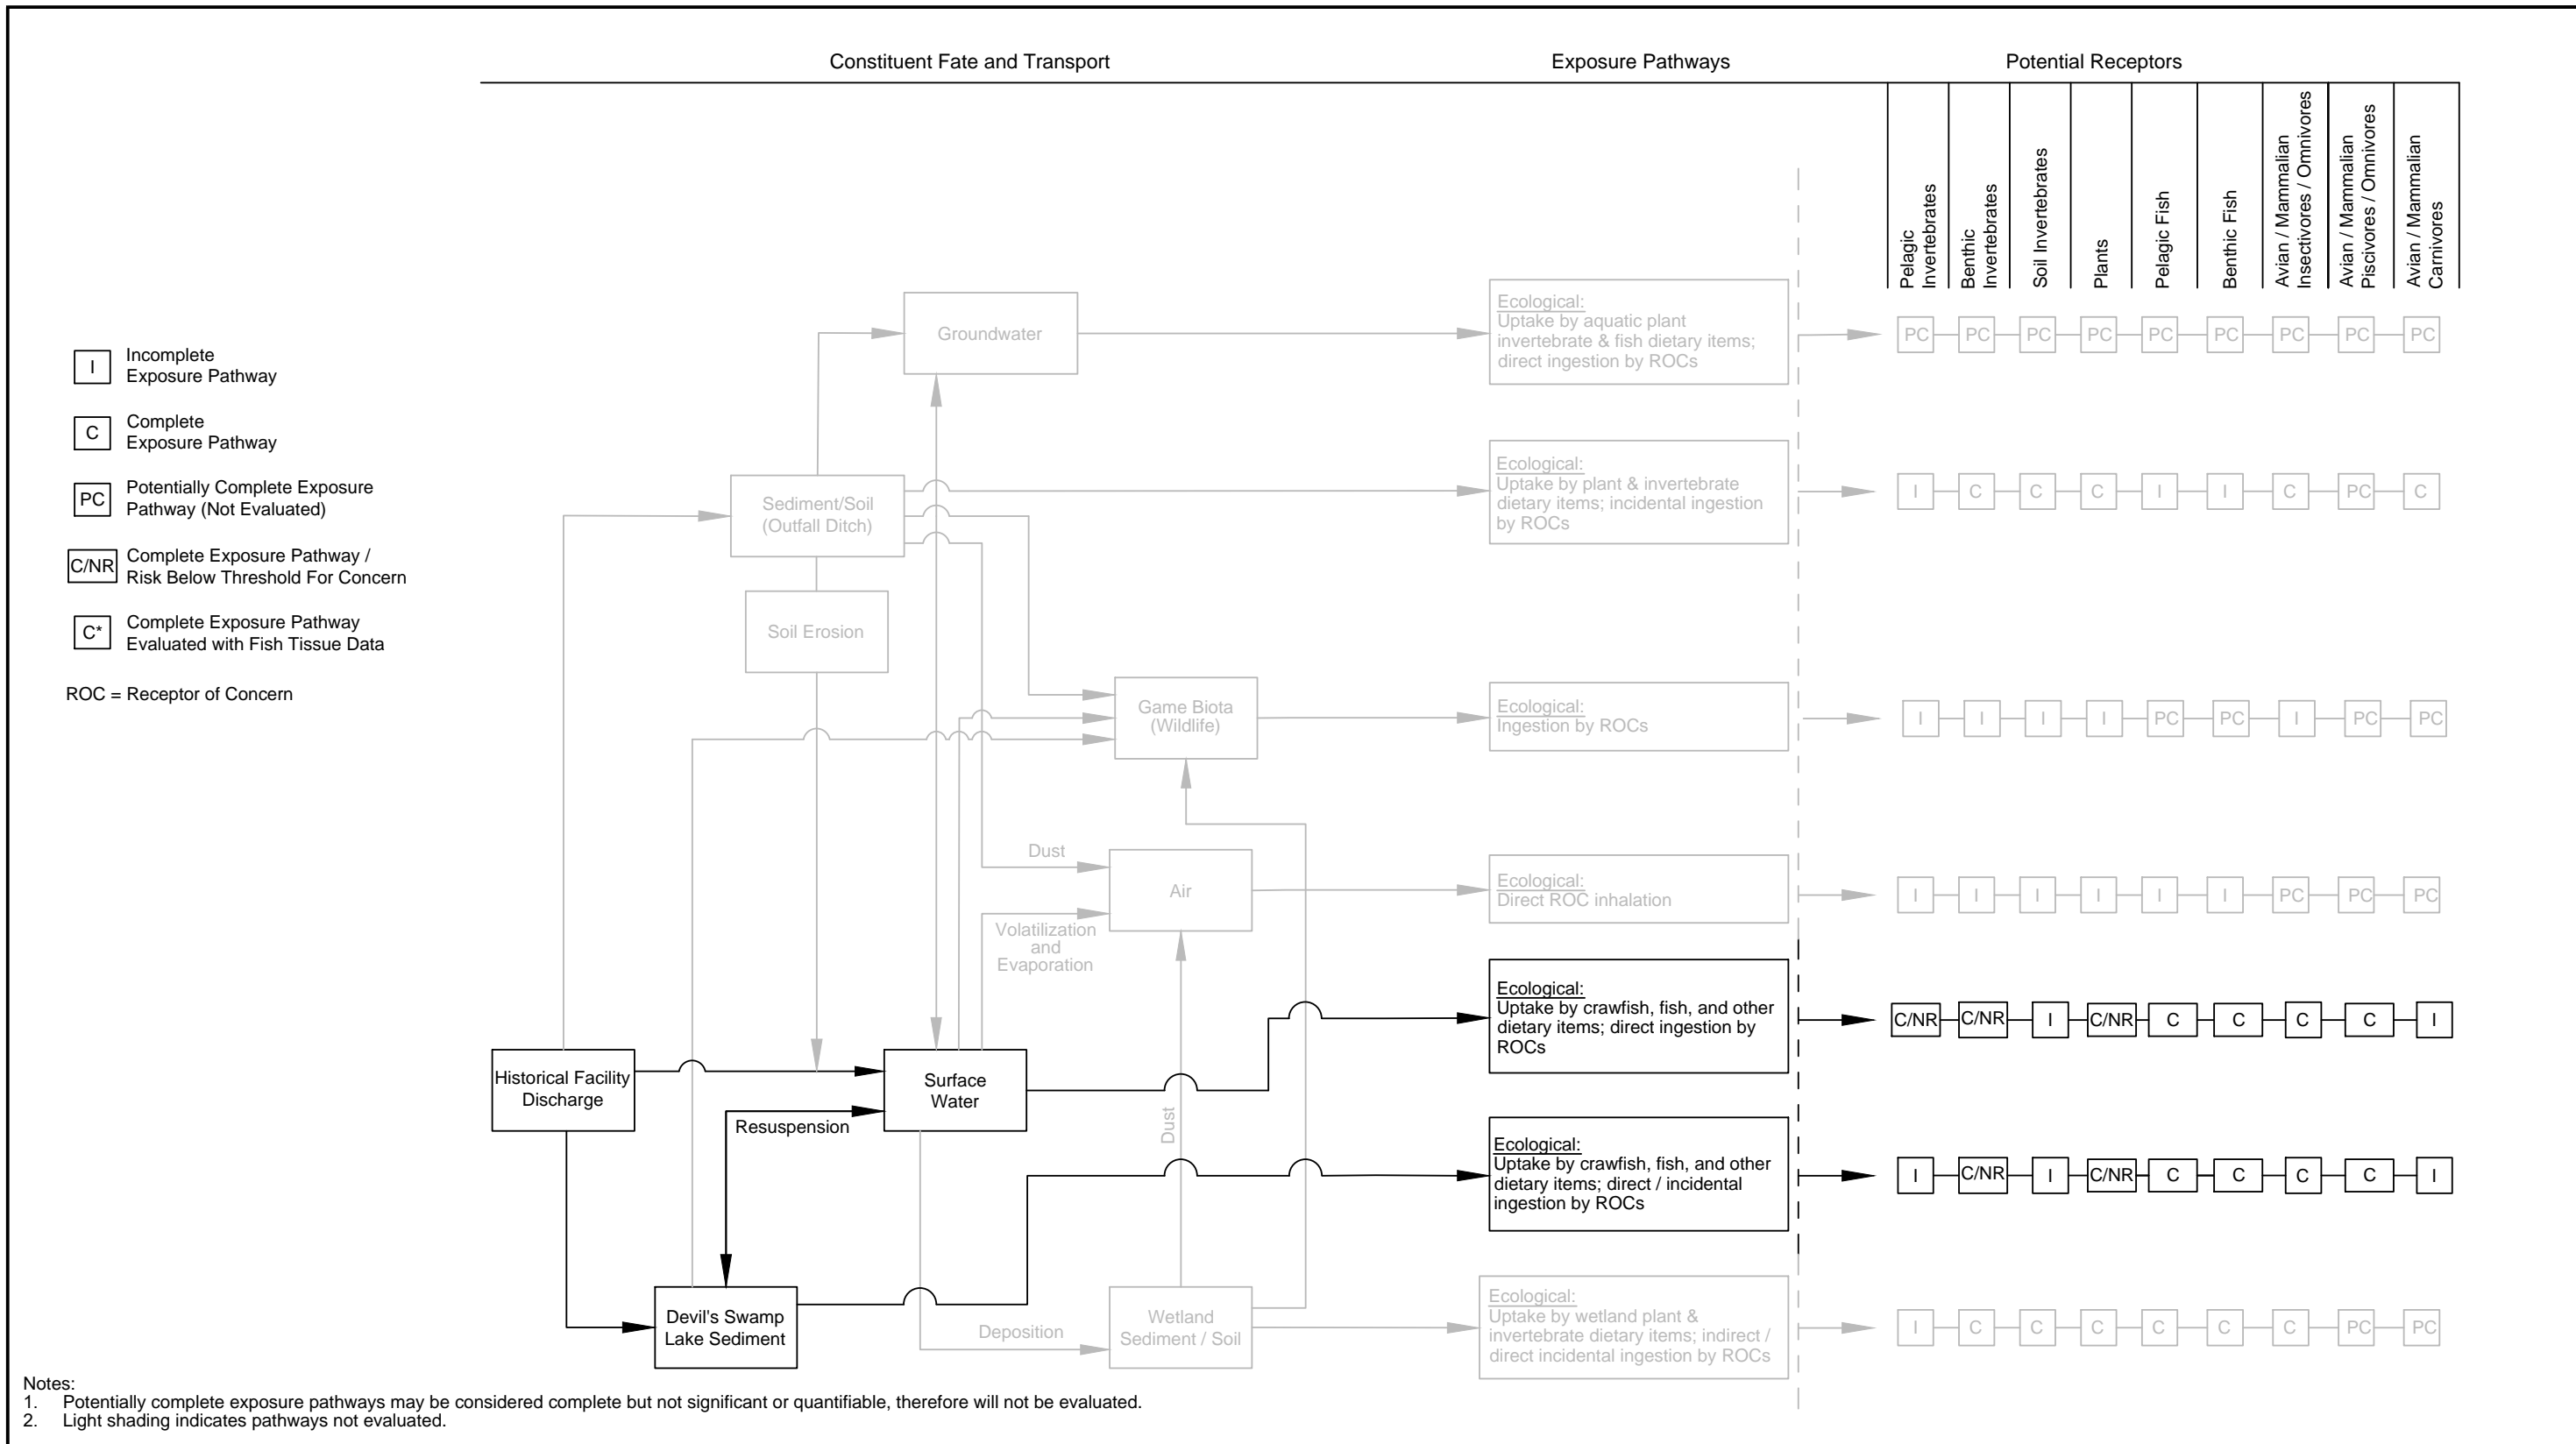 Constituent Fate and Transport
Exposure Pathways
Potential Receptors
Pelagic
Invertebrates
Benthic
Invertebrates
Soil Invertebrates
Plants
Pelagic Fish
Benthic Fish
Avian / Mammalian
Insectivores / Omnivores
Avian / Mammalian
Piscivores / Omnivores
Avian / Mammalian
Carnivores
I
Incomplete
Exposure Pathway
C
Complete
Exposure Pathway
PC
Potentially Complete Exposure
Pathway (Not Evaluated)
C/NR
Complete Exposure Pathway /
Risk Below Threshold For Concern
C*
Complete Exposure Pathway
Evaluated with Fish Tissue Data
ROC = Receptor of Concern
Groundwater
Ecological:
Uptake by aquatic plant
invertebrate & fish dietary items;
direct ingestion by ROCs
PC PC PC PC PC PC PC PC PC
Sediment/Soil
(Outfall Ditch)
Ecological:
Uptake by plant & invertebrate
dietary items; incidental ingestion
by ROCs
I C C C I I C PC C
Soil Erosion
Game Biota
(Wildlife)
Ecological:
Ingestion by ROCs
I I I I PC PC I PC PC
Dust
Air
Ecological:
Direct ROC inhalation
I I I I I I PC PC PC
Volatilization
and
Evaporation
Historical Facility
Discharge
Surface
Water
Ecological:
Uptake by crawfish, fish, and other
dietary items; direct ingestion by
ROCs
C/NR C/NR I C/NR C C C C I
Resuspension
Dust
Ecological:
Uptake by crawfish, fish, and other
dietary items; direct / incidental
ingestion by ROCs
I C/NR I C/NR C C C C I
Devil's Swamp
Lake Sediment
Deposition
Wetland
Sediment / Soil
Ecological:
Uptake by wetland plant &
invertebrate dietary items; indirect /
direct incidental ingestion by ROCs
I C C C C C C PC PC
Notes:
1. Potentially complete exposure pathways may be considered complete but not significant or quantifiable, therefore will not be evaluated.
2. Light shading indicates pathways not evaluated.